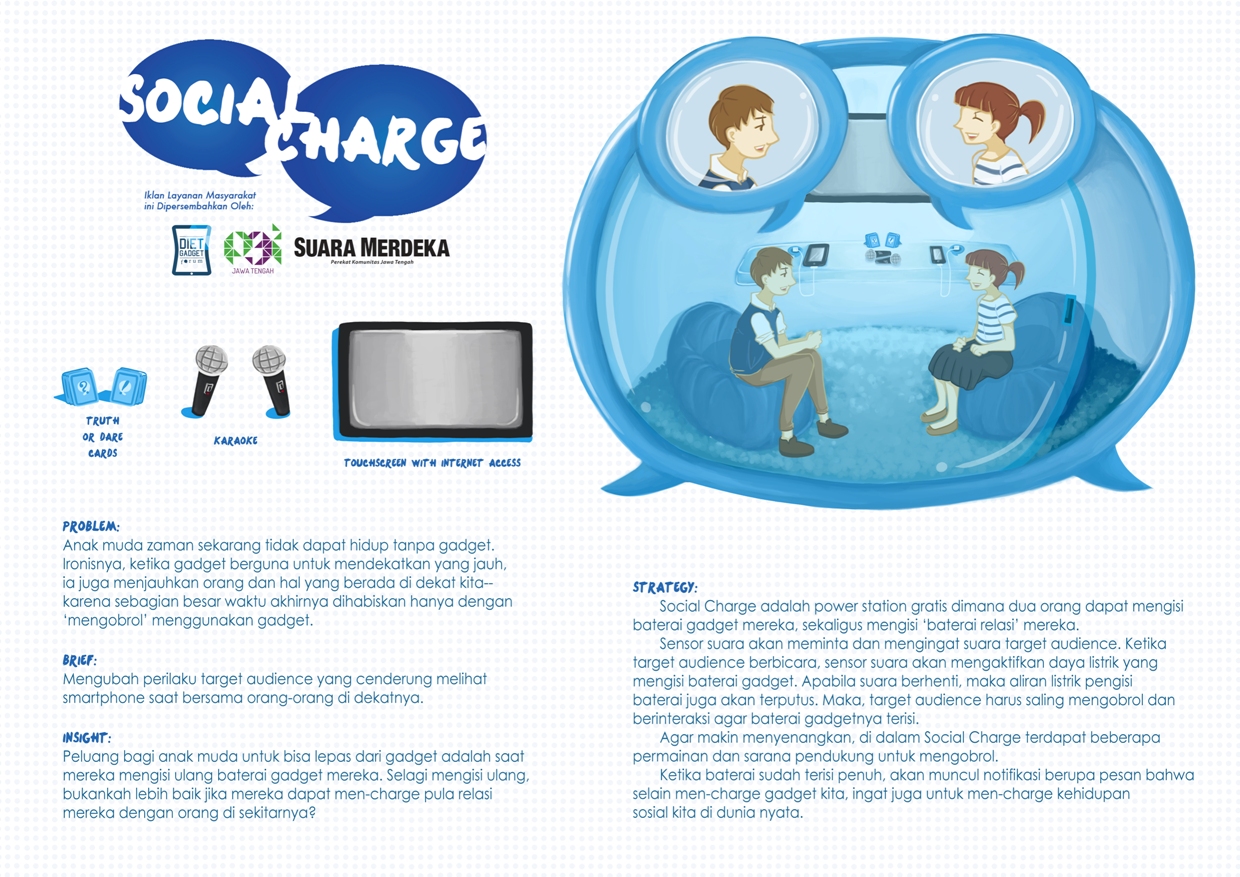 SOCIAL
CHARGE
Iklan Layanan Masyarakat
ini Dipersembahkan Oleh:
DIET
GADGET
forum
JAWA TENGAH
SUARA MERDEKA
Perekat Komunitas Jawa Tengah
TRUTH
OR DARE
CARDS
KARAOKE
TOUCHSCREEN WITH INTERNET ACCESS
PROBLEM:
Anak muda zaman sekarang tidak dapat hidup tanpa gadget.
Ironisnya, ketika gadget berguna untuk mendekatkan yang jauh,
ia juga menjauhkan orang dan hal yang berada di dekat kita--
karena sebagian besar waktu akhirnya dihabiskan hanya dengan
'mengobrol' menggunakan gadget.
BRIEF:
Mengubah perilaku target audience yang cenderung melihat
smartphone saat bersama orang-orang di dekatnya.
INSIGHT:
Peluang bagi anak muda untuk bisa lepas dari gadget adalah saat
mereka mengisi ulang baterai gadget mereka. Selagi mengisi ulang,
bukankah lebih baik jika mereka dapat men-charge pula relasi
mereka dengan orang di sekitarnya?
STRATEGY:
Social Charge adalah power station gratis dimana dua orang dapat mengisi
baterai gadget mereka, sekaligus mengisi 'baterai relasi' mereka.
Sensor suara akan meminta dan mengingat suara target audience. Ketika
target audience berbicara, sensor suara akan mengaktifkan daya listrik yang
mengisi baterai gadget. Apabila suara berhenti, maka aliran listrik pengisi
baterai juga akan terputus. Maka, target audience harus saling mengobrol dan
berinteraksi agar baterai gadgetnya terisi.
Agar makin menyenangkan, di dalam Social Charge terdapat beberapa
permainan dan sarana pendukung untuk mengobrol.
Ketika baterai sudah terisi penuh, akan muncul notifikasi berupa pesan bahwa
selain men-charge gadget kita, ingat juga untuk men-charge kehidupan
sosial kita di dunia nyata.